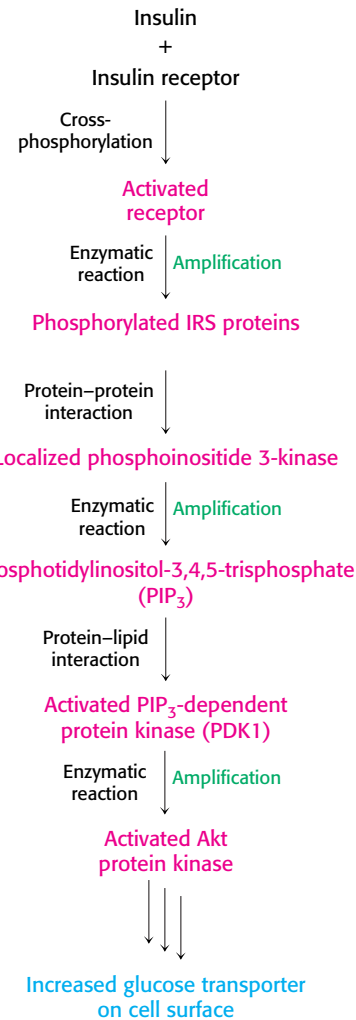 Insulin
+
Insulin receptor
Cross-
phosphorylation
Activated
receptor
Enzymatic
reaction
Amplification
Phosphorylated IRS proteins
Protein–protein
interaction
Localized phosphoinositide 3-kinase
Enzymatic
reaction
Amplification
osphotidylinositol-3,4,5-trisphosphate
(PIP₃)
Protein–lipid
interaction
Activated PIP₃-dependent
protein kinase (PDK1)
Enzymatic
reaction
Amplification
Activated Akt
protein kinase
Increased glucose transporter
on cell surface